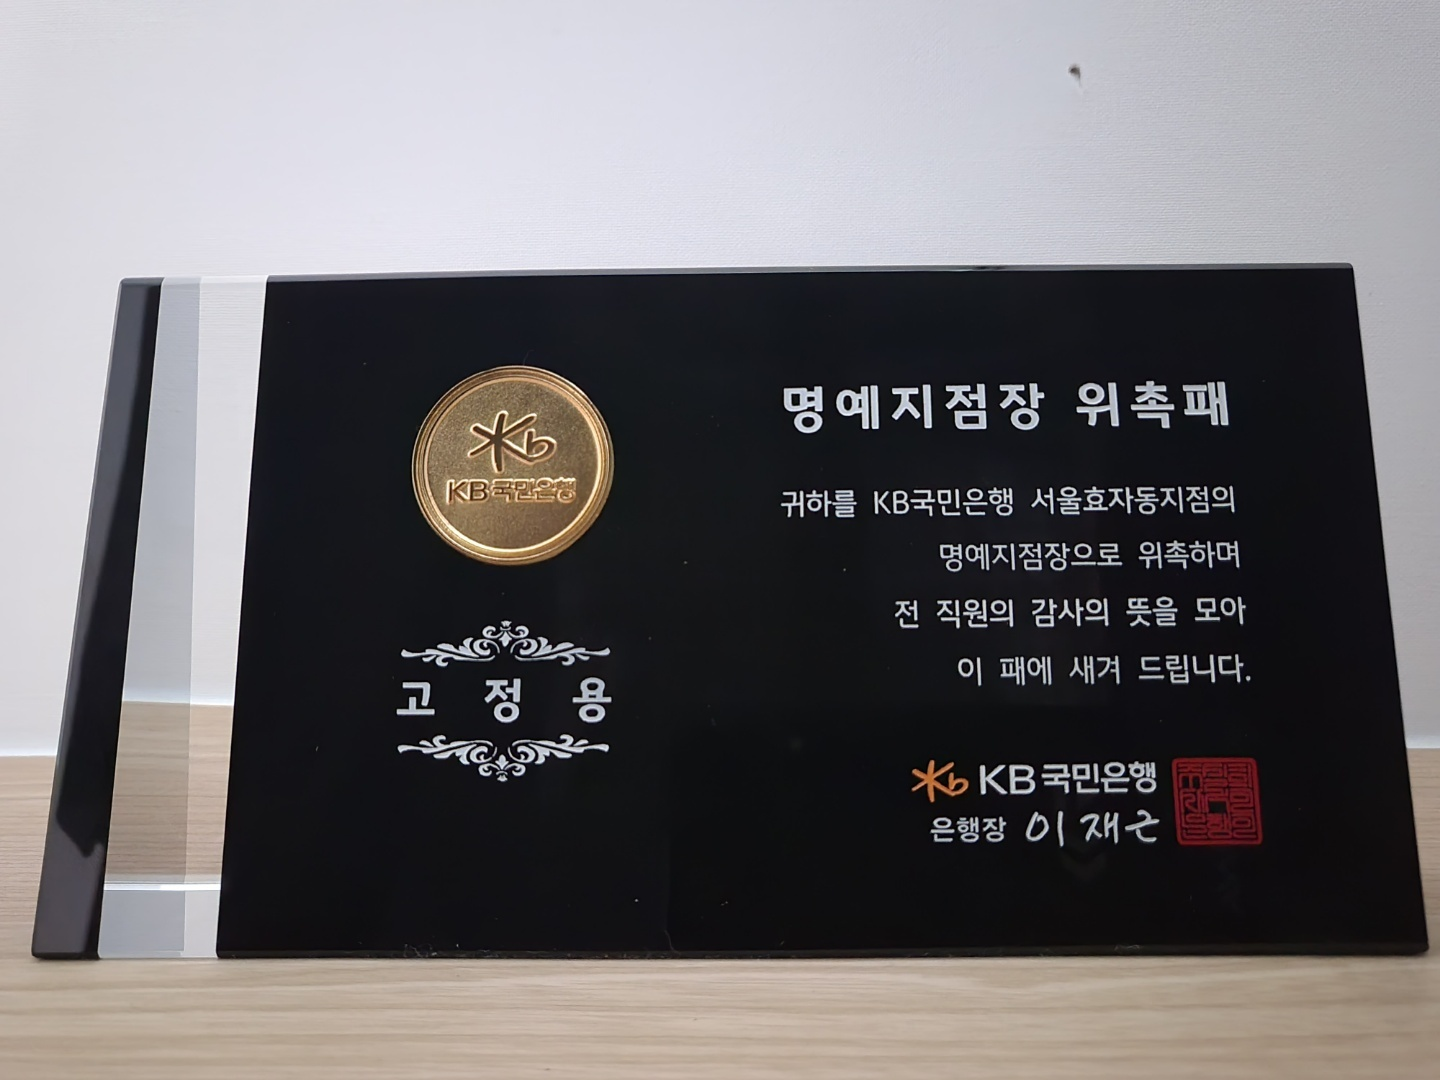 Kb
KB국민은행
고 정 용
명예지점장 위촉패
귀하를 KB국민은행 서울효자동지점의
명예지점장으로 위촉하며
전 직원의 감사의 뜻을 모아
이 패에 새겨 드립니다.
Kb KB국민은행
은행장 이재근